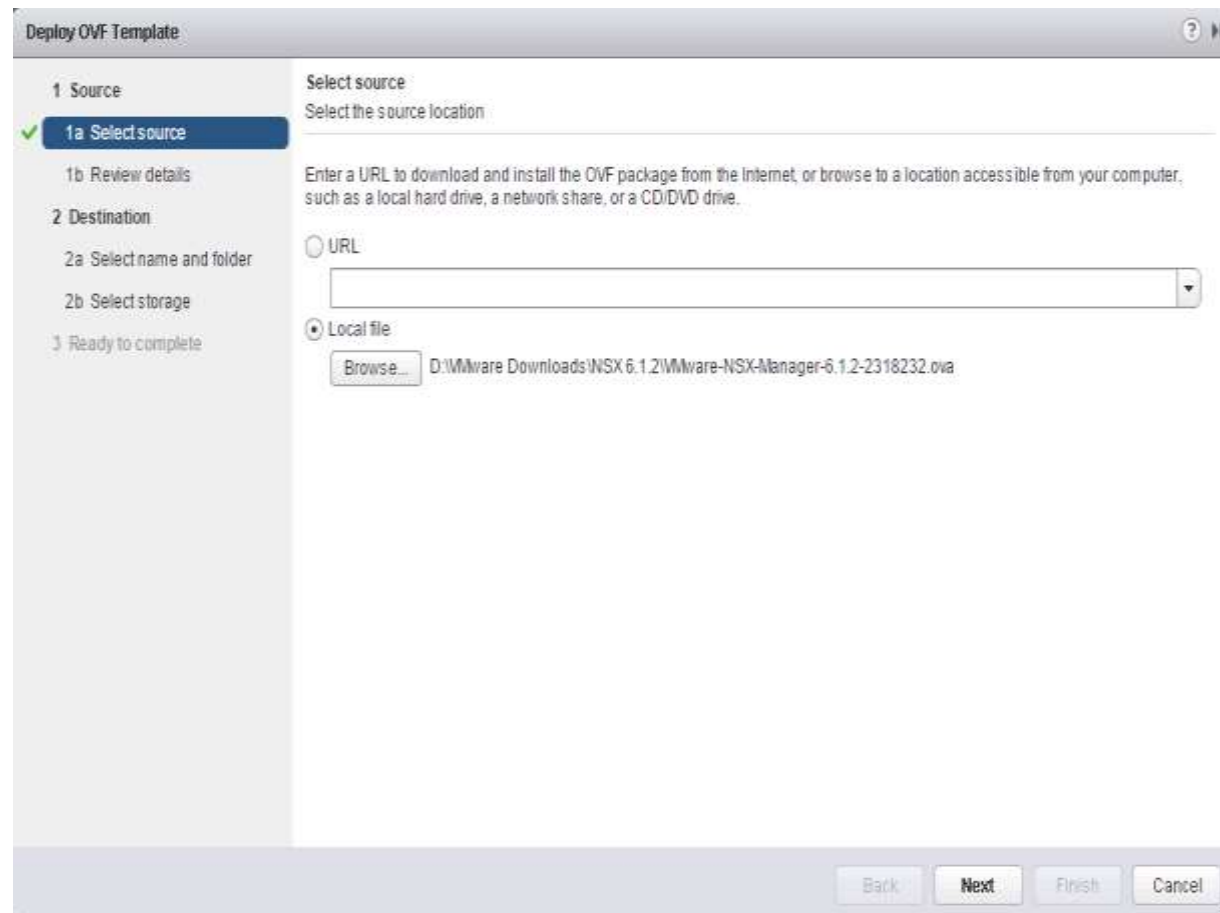 Deploy OVF Template
1 Source
1a Select source
1b Review details
2 Destination
2a Select name and folder
2b Select storage
3 Ready to complete
Select source
Select the source location
Enter a URL to download and install the OVF package from the Internet, or browse to a location accessible from your computer,
such as a local hard drive, a network share, or a CD/DVD drive.
URL
Local file
Browse... D:\VMware Downloads\NSX 6.1.2\VMware-NSX-Manager-6.1.2-2318232.ova
Back Next Finish Cancel